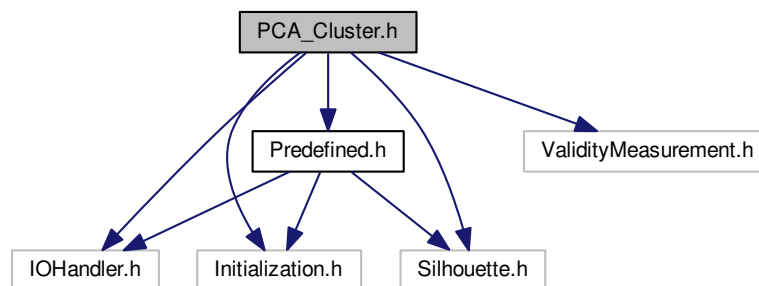 PCA_Cluster.h
Predefined.h
ValidityMeasurement.h
IOHandler.h
Initialization.h
Silhouette.h